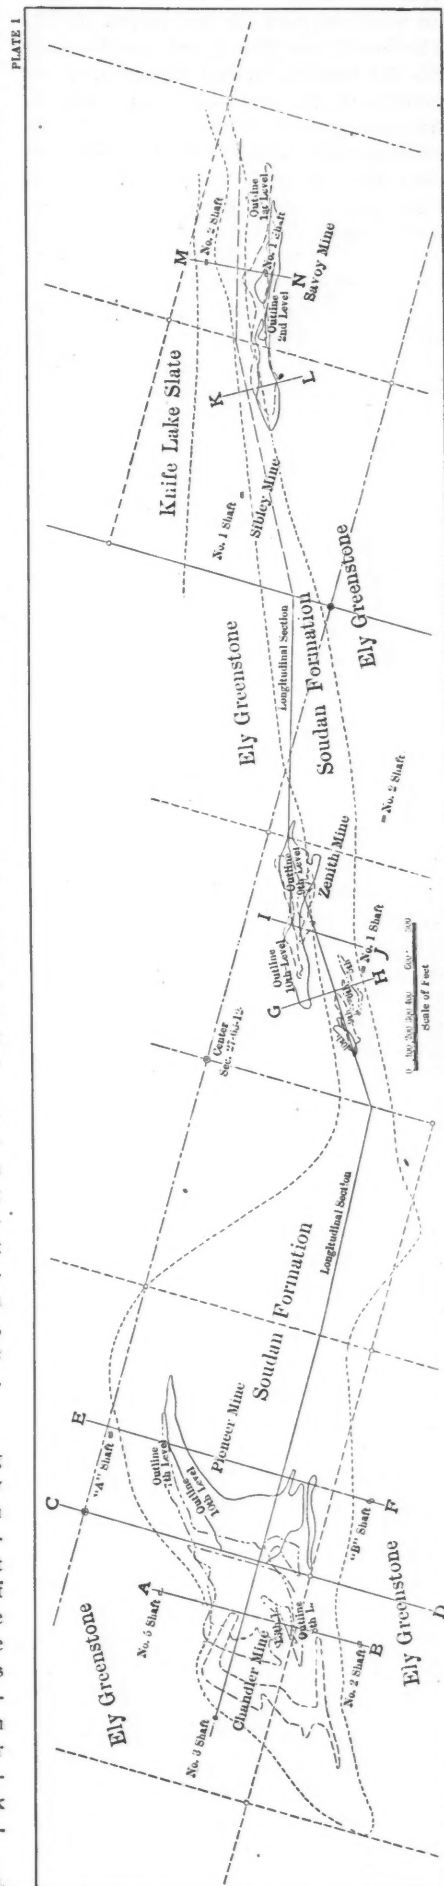 PLATE 1
Ely Greenstone
No. 5 Shaft
A
C
"A" Shaft
E
No. 3 Shaft
Chandler Mine
Outline
7th Level
Outline
10th Level
Pioneer Mine
Outline
6th L.
No. 2 Shaft
B
Ely Greenstone
D
"B" Shaft
F
Soudan Formation
Longitudinal Section
Center
Sec. 27-63-12
G
Outline
10th Level
I
Outline
9th Level
Zenith Mine
H
J
No. 1 Shaft
No. 2 Shaft
Scale of Feet
Ely Greenstone
Longitudinal Section
Soudan Formation
Ely Greenstone
Knife Lake Slate
No. 1 Shaft
Sibley Mine
K
L
M
No. 2 Shaft
Outline
1st Level
No. 1 Shaft
Outline
2nd Level
N
Savoy Mine